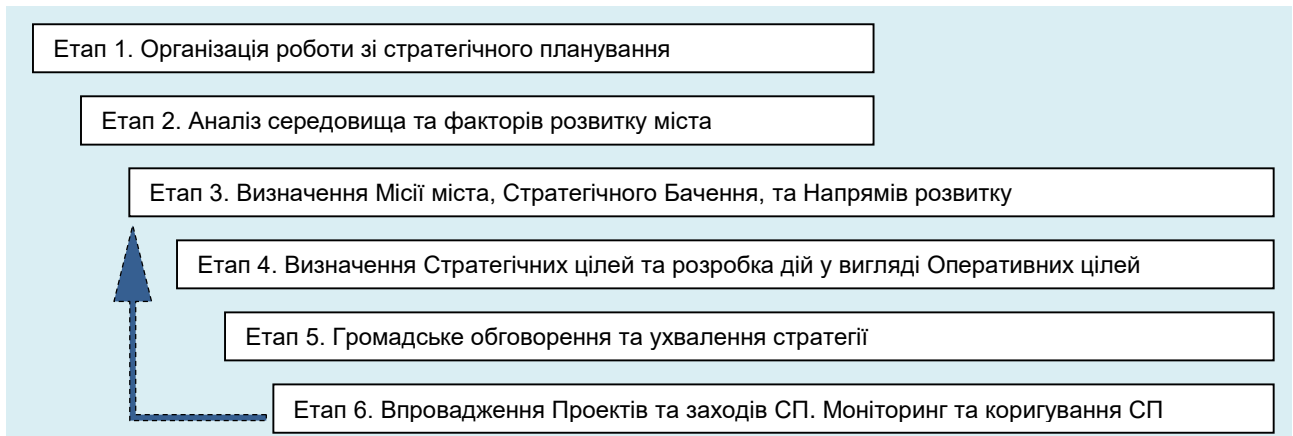 Етап 1. Організація роботи зі стратегічного планування
Етап 2. Аналіз середовища та факторів розвитку міста
Етап 3. Визначення Місії міста, Стратегічного Бачення, та Напрямів розвитку
Етап 4. Визначення Стратегічних цілей та розробка дій у вигляді Оперативних цілей
Етап 5. Громадське обговорення та ухвалення стратегії
Етап 6. Впровадження Проектів та заходів СП. Моніторинг та коригування СП